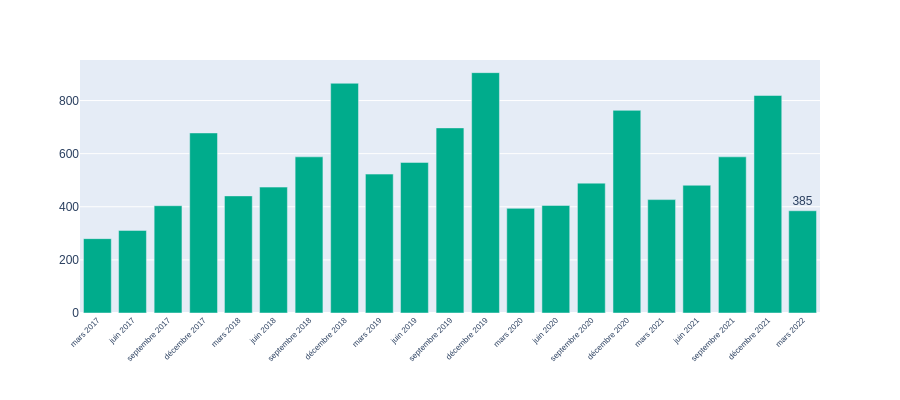 800
600
400
200
0
385
mars 2017
juin 2017
septembre 2017
décembre 2017
mars 2018
juin 2018
septembre 2018
décembre 2018
mars 2019
juin 2019
septembre 2019
décembre 2019
mars 2020
juin 2020
septembre 2020
décembre 2020
mars 2021
juin 2021
septembre 2021
décembre 2021
mars 2022